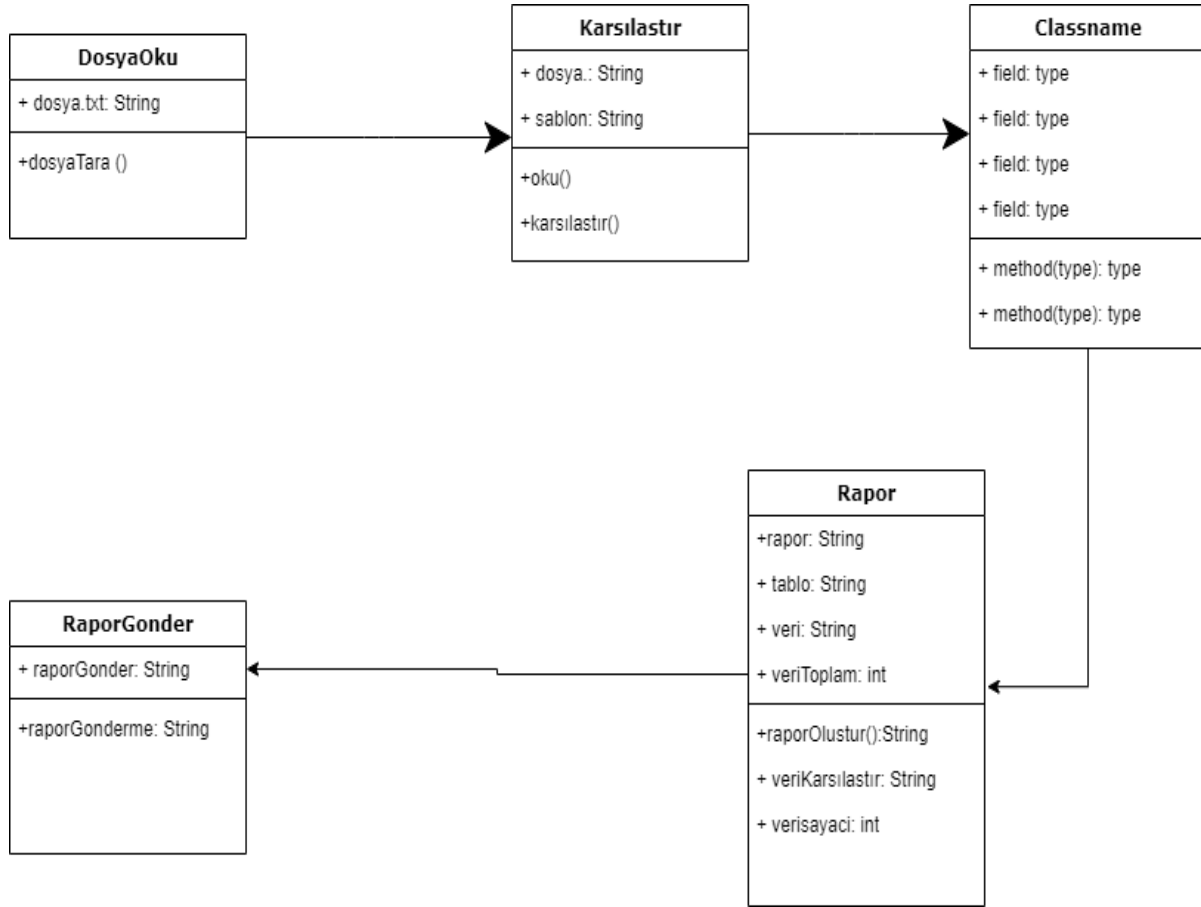 DosyaOku
+ dosya.txt: String
+dosyaTara ()
Karsılastır
+ dosya.: String
+ sablon: String
+oku()
+karsılastır()
Classname
+ field: type
+ field: type
+ field: type
+ field: type
+ method(type): type
+ method(type): type
Rapor
+rapor: String
+ tablo: String
+ veri: String
+ veriToplam: int
+raporOlustur():String
+ veriKarsılastır: String
+ verisayaci: int
RaporGonder
+ raporGonder: String
+raporGonderme: String